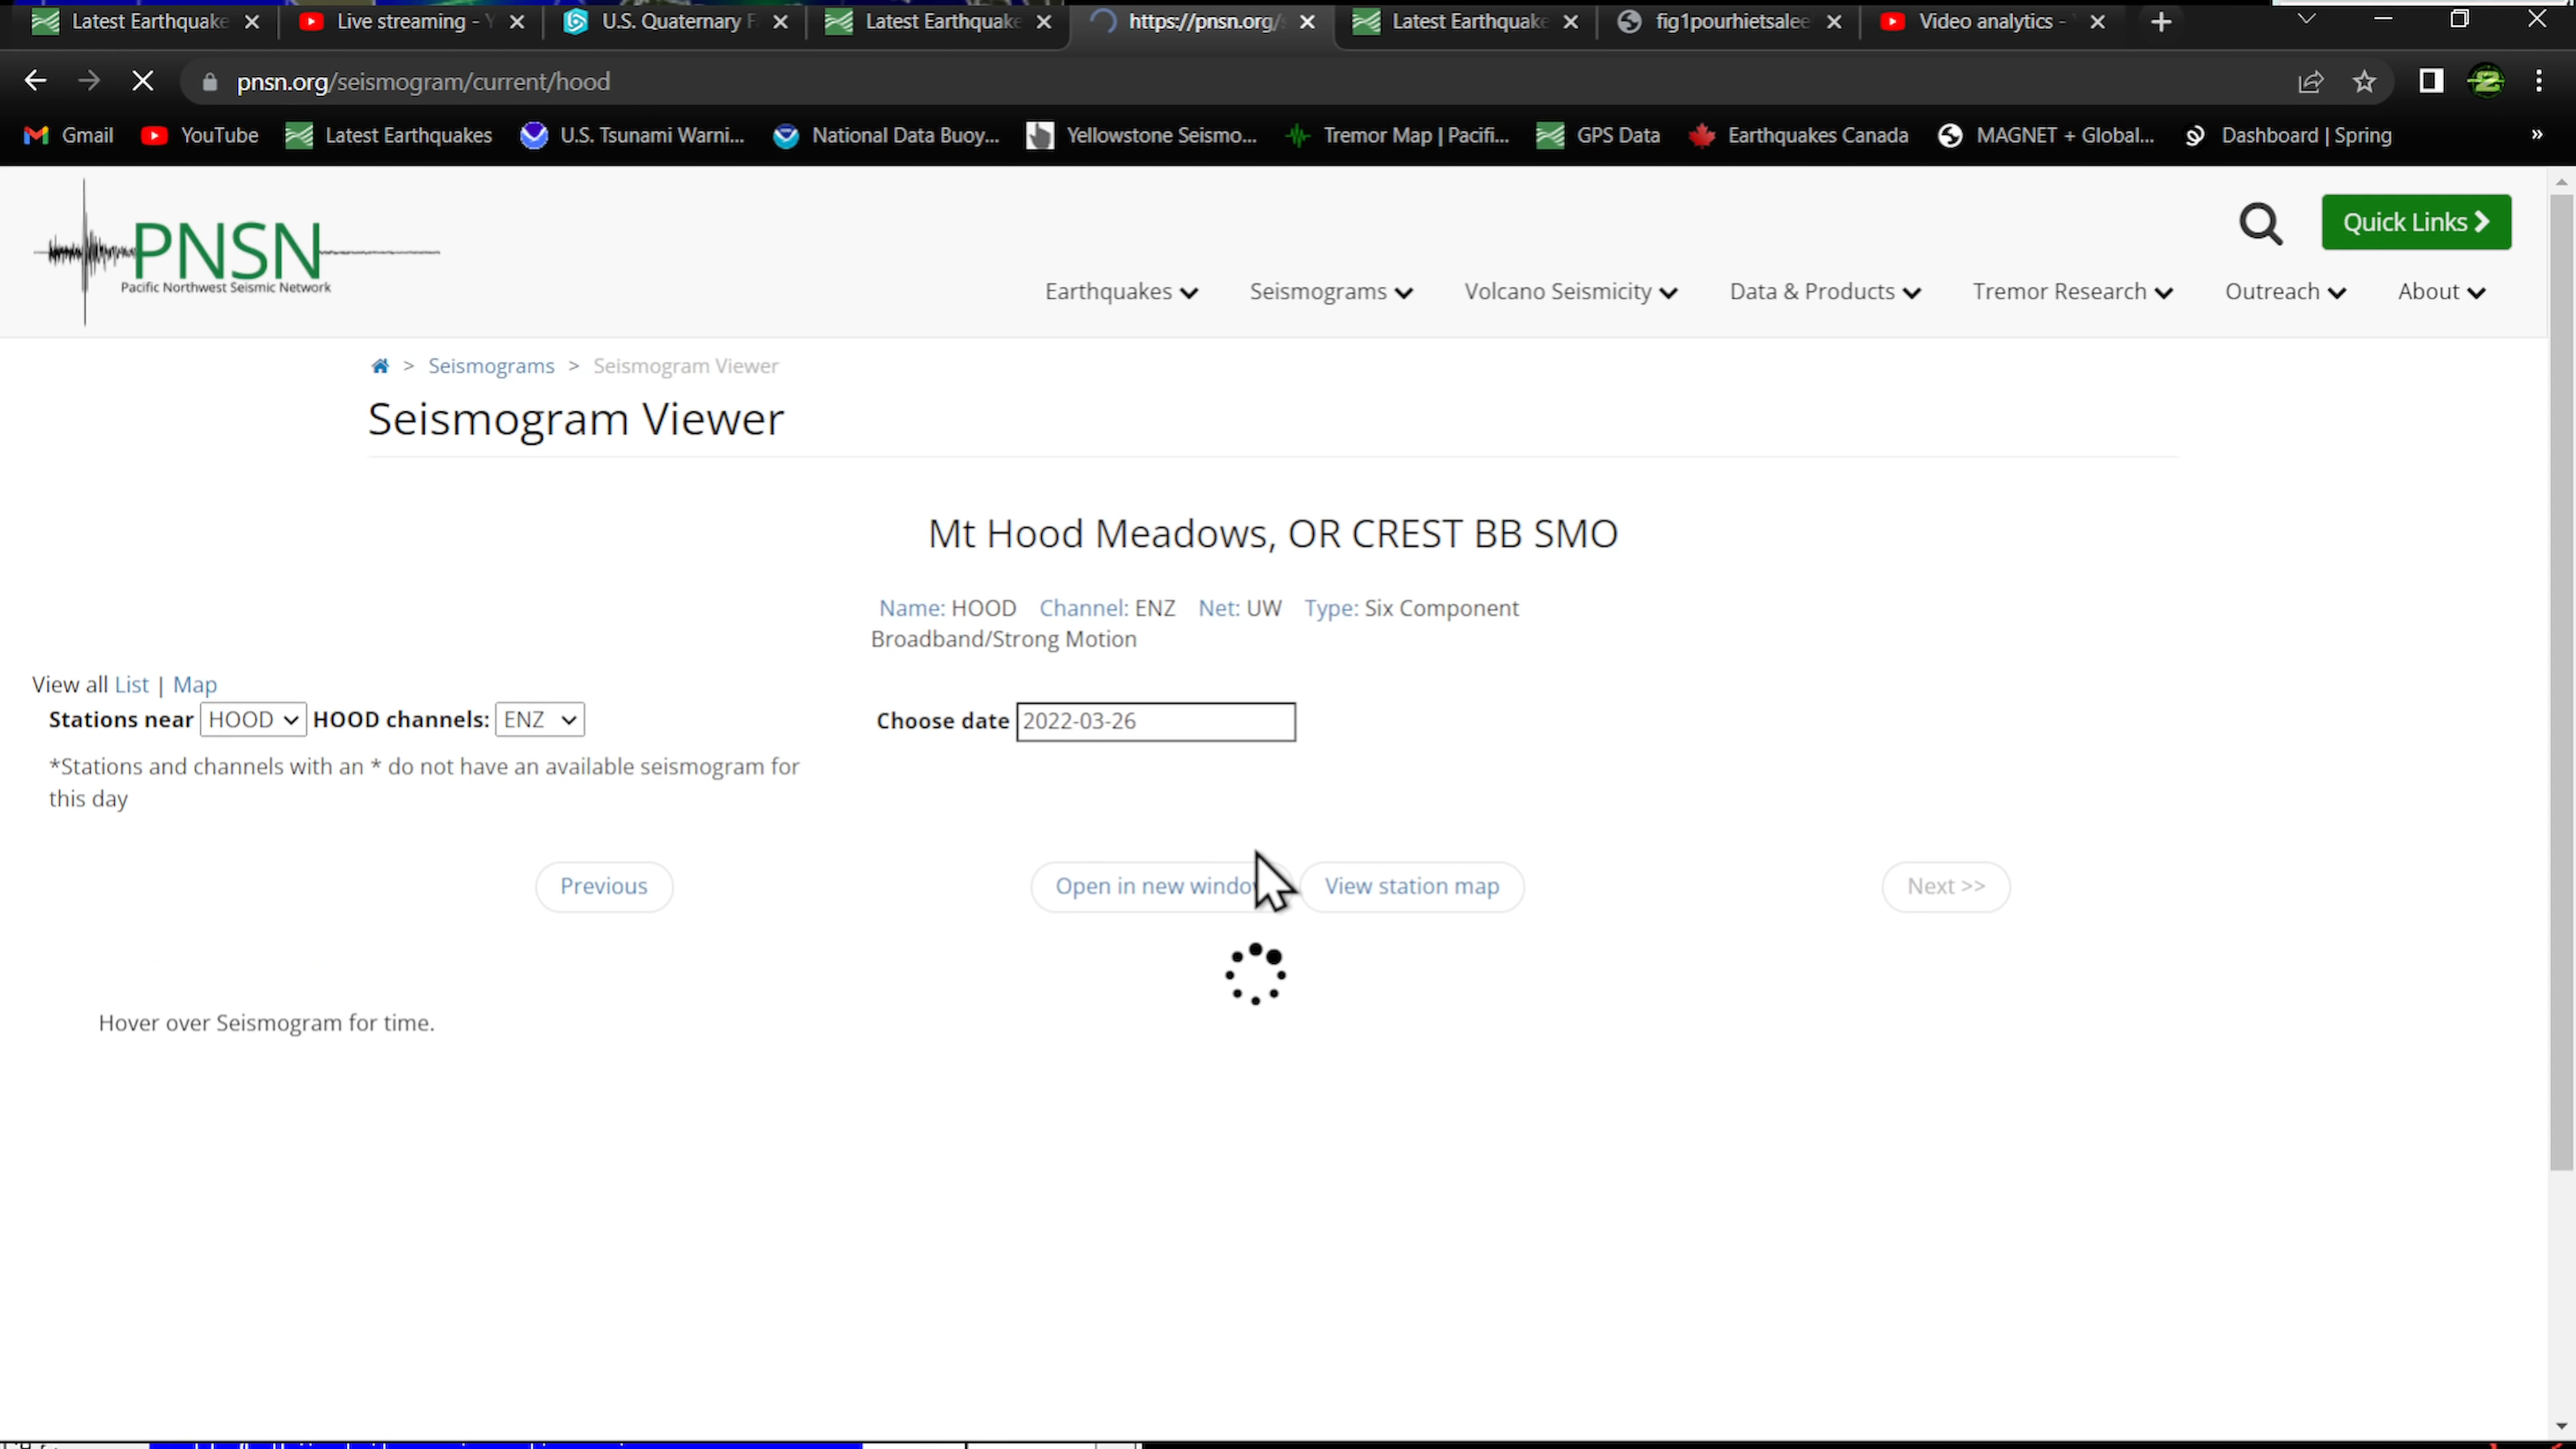 Latest Earthquake Live streaming - Y U.S. Quaternary F Latest Earthquake https://pnsn.org/ Latest Earthquake fig1pourhietsalee Video analytics -
pnsn.org/seismogram/current/hood
Gmail YouTube Latest Earthquakes U.S. Tsunami Warni... National Data Buoy... Yellowstone Seismo... Tremor Map | Pacifi... GPS Data Earthquakes Canada MAGNET + Global... Dashboard | Spring »
PNSN
Pacific Northwest Seismic Network
Quick Links
Earthquakes Seismograms Volcano Seismicity Data & Products Tremor Research Outreach About
> Seismograms > Seismogram Viewer
Seismogram Viewer
Mt Hood Meadows, OR CREST BB SMO
Name: HOOD Channel: ENZ Net: UW Type: Six Component
Broadband/Strong Motion
View all List | Map
Stations near HOOD HOOD channels: ENZ
Choose date 2022-03-26
*Stations and channels with an * do not have an available seismogram for
this day
Previous Open in new windo View station map Next >>
Hover over Seismogram for time.